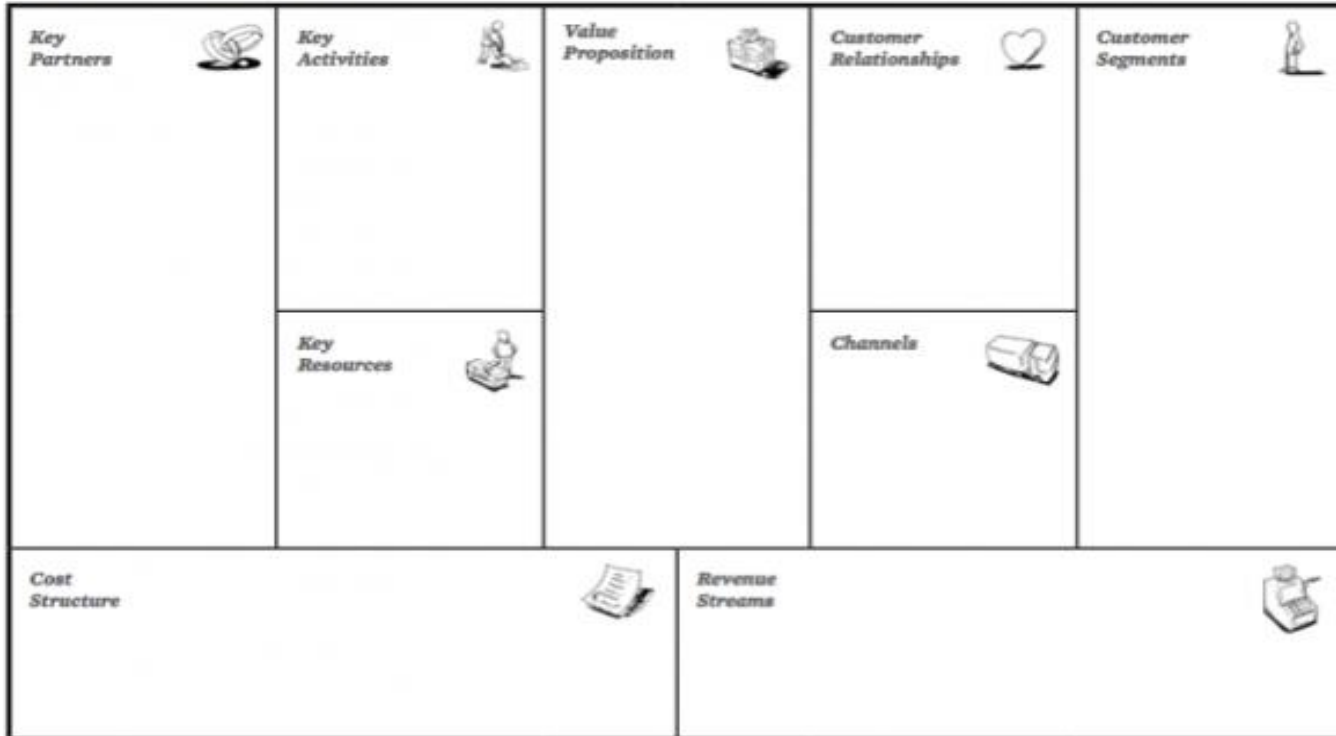 Key
Partners
Key
Activities
Value
Proposition
Customer
Relationships
Customer
Segments
Key
Resources
Channels
Cost
Structure
Revenue
Streams